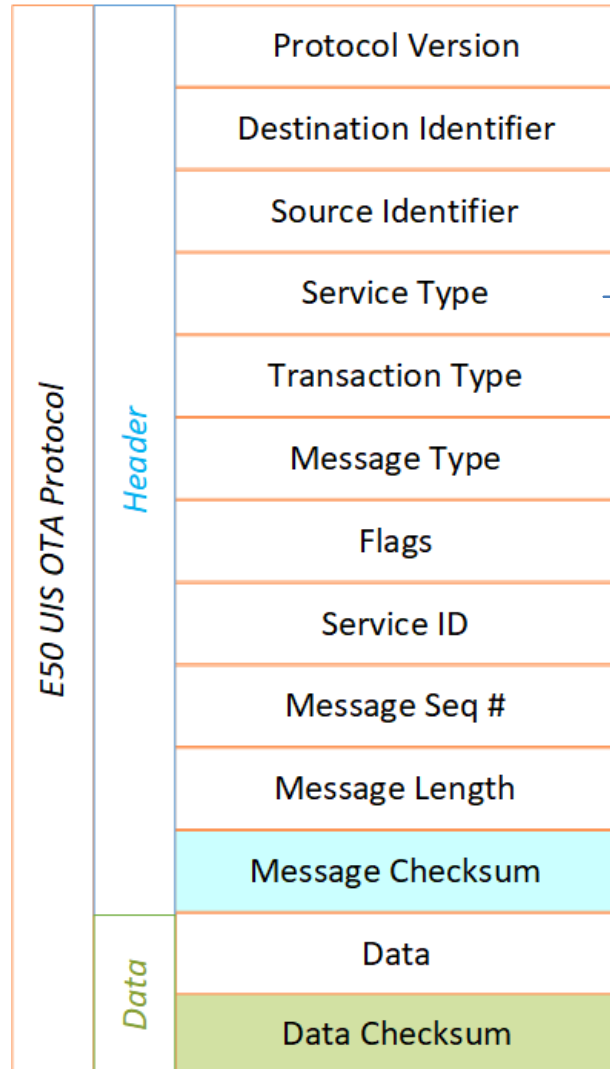 E50 UIS OTA Protocol
Header
Protocol Version
Destination Identifier
Source Identifier
Service Type
Transaction Type
Message Type
Flags
Service ID
Message Seq #
Message Length
Message Checksum
Data
Data
Data Checksum